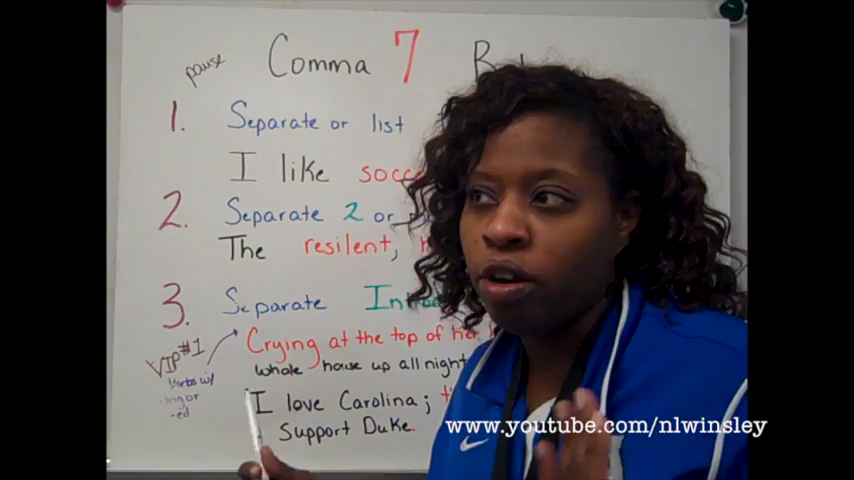 pause Comma 7
1. Separate or list
I like
2. Separate 2 or
The resilent,
3. Separate
VIP #1 Crying at the top of her
Verbs w/ whole house up all night
-ing or I love Carolina;
-ed Support Duke.
www.youtube.com/nlwinsley